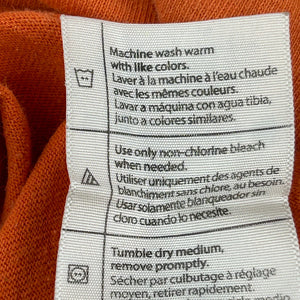 Machine wash warm
with like colors.
Laver à la machine à l'eau chaude
avec les mêmes couleurs.
Lavar a máquina con agua tibia,
junto a colores similares.
Use only non-chlorine bleach
when needed.
Utiliser uniquement des agents de
blanchiment sans chlore, au besoin.
Usar solamente blanqueador sin
cloro cuando lo necesite.
Tumble dry medium,
remove promptly.
Sécher par culbutage à réglage
moyen, retirer rapidement.